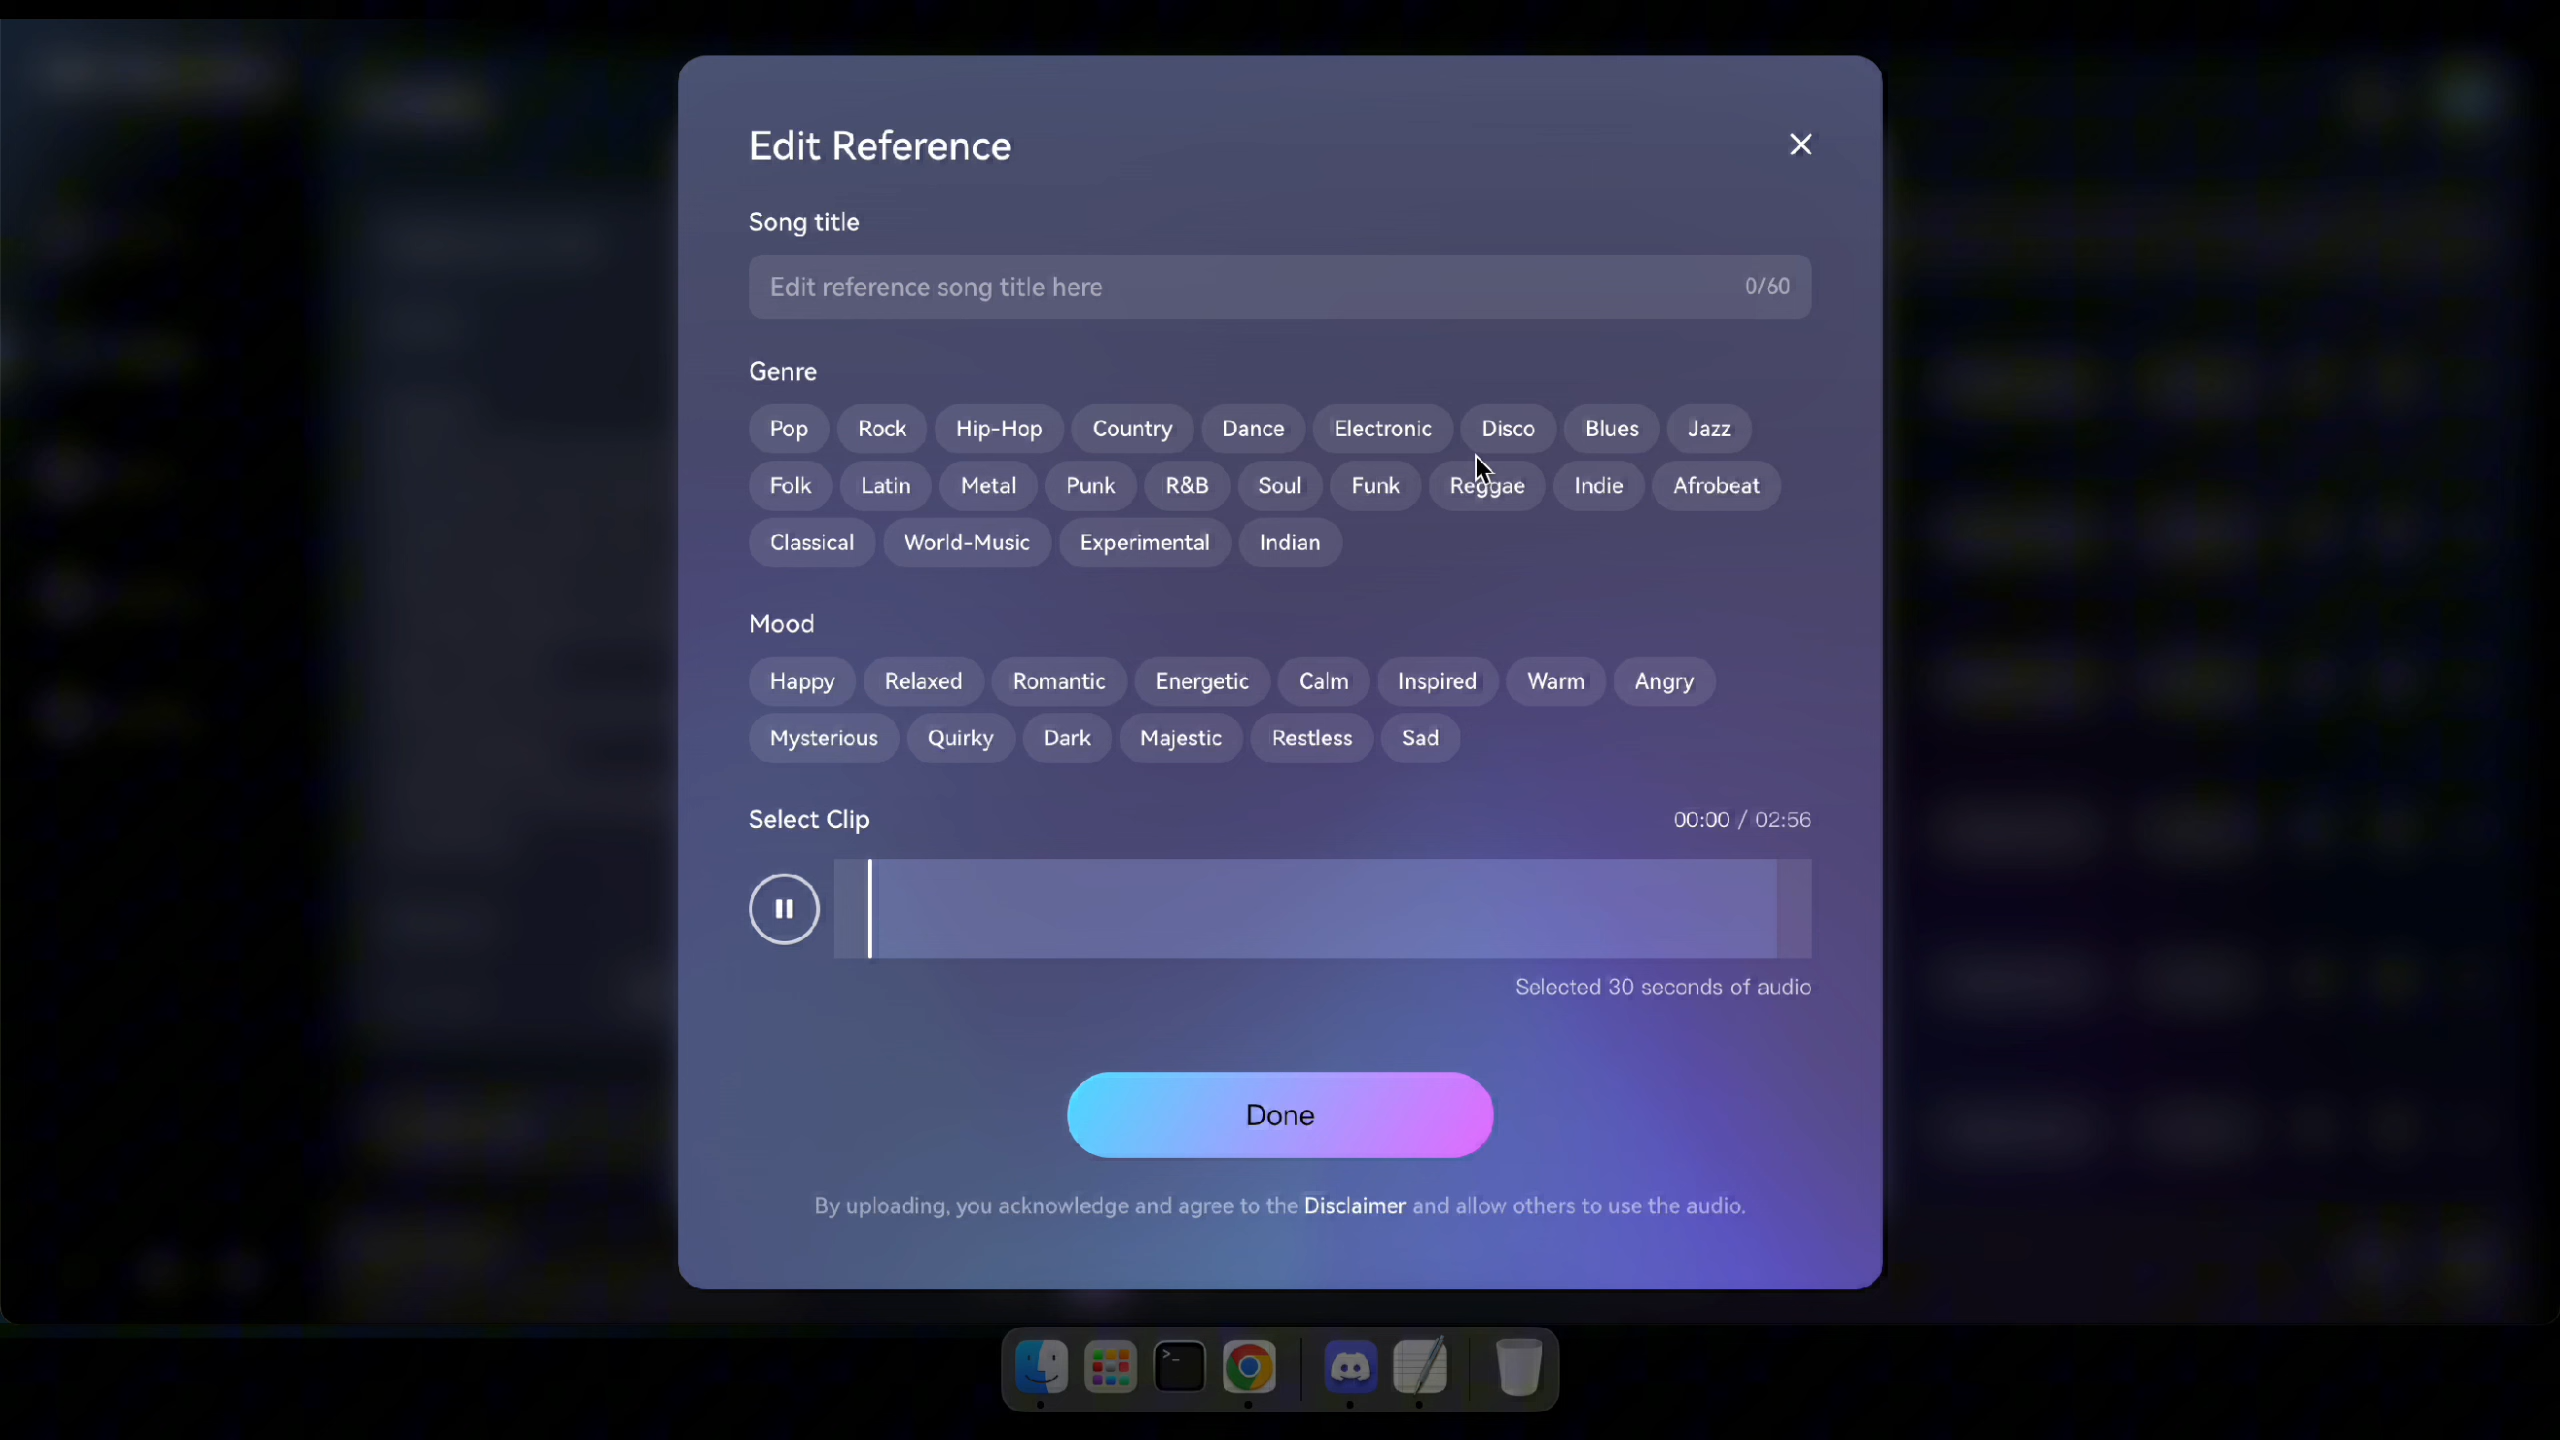 Edit Reference
Song title
Edit reference song title here 0/60
Genre
Pop Rock Hip-Hop Country Dance Electronic Disco Blues Jazz
Folk Latin Metal Punk R&B Soul Funk Reggae Indie Afrobeat
Classical World-Music Experimental Indian
Mood
Happy Relaxed Romantic Energetic Calm Inspired Warm Angry
Mysterious Quirky Dark Majestic Restless Sad
Select Clip 00:00 / 02:56
Selected 30 seconds of audio
Done
By uploading, you acknowledge and agree to the Disclaimer and allow others to use the audio.